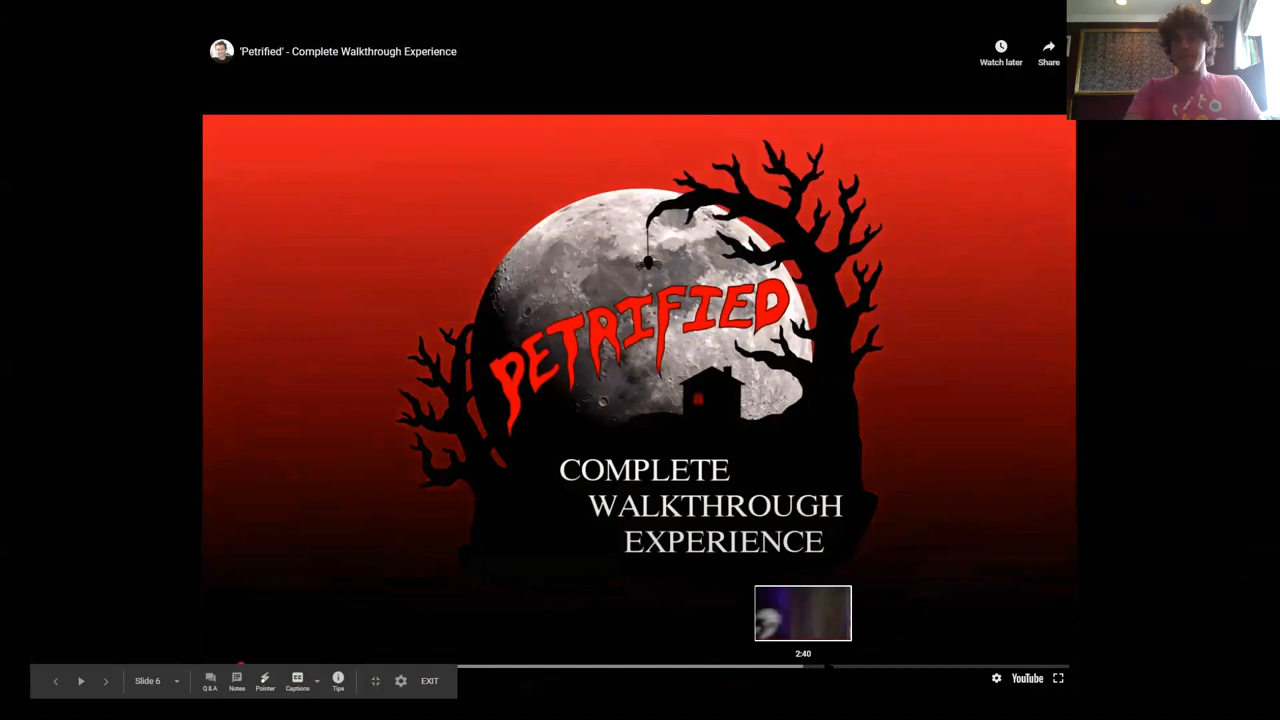 'Petrified' - Complete Walkthrough Experience
Watch later
Share
PETRIFIED
COMPLETE
WALKTHROUGH
EXPERIENCE
2:40
Slide 6
Q & A
Notes
Pointer
Captions
Tips
EXIT
YouTube